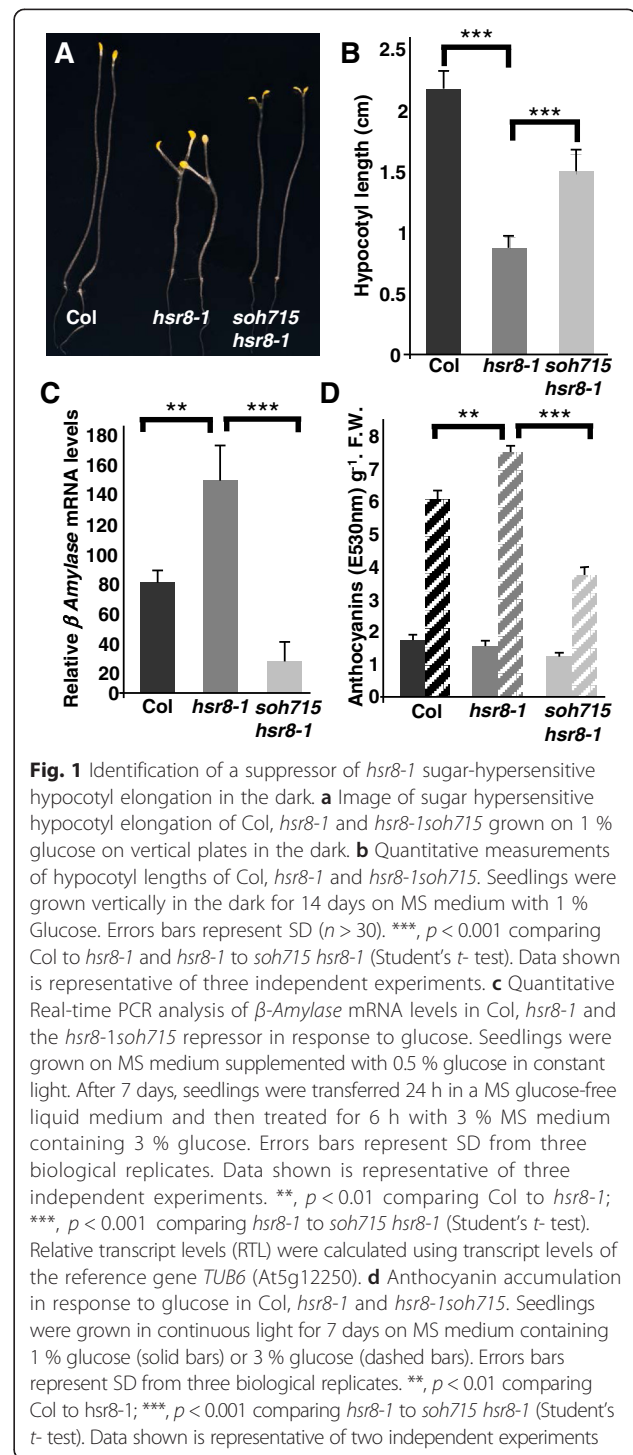 A
Col
hsr8-1
soh715
hsr8-1
B
Hypocotyl length (cm)
2.5
2
1.5
1
0.5
0
***
***
Col
hsr8-1
soh715
hsr8-1
C
Relative β Amylase mRNA levels
180
160
140
120
100
80
60
40
20
0
**
***
Col
hsr8-1
soh715
hsr8-1
D
Anthocyanins (E530nm) g-1. F.W.
8
7
6
5
4
3
2
1
0
**
***
Col
hsr8-1
soh715
hsr8-1
Fig. 1 Identification of a suppressor of hsr8-1 sugar-hypersensitive
hypocotyl elongation in the dark. a Image of sugar hypersensitive
hypocotyl elongation of Col, hsr8-1 and hsr8-1soh715 grown on 1 %
glucose on vertical plates in the dark. b Quantitative measurements
of hypocotyl lengths of Col, hsr8-1 and hsr8-1soh715. Seedlings were
grown vertically in the dark for 14 days on MS medium with 1 %
Glucose. Errors bars represent SD (n > 30). ***, p < 0.001 comparing
Col to hsr8-1 and hsr8-1 to soh715 hsr8-1 (Student's t- test). Data shown
is representative of three independent experiments. c Quantitative
Real-time PCR analysis of β-Amylase mRNA levels in Col, hsr8-1 and
the hsr8-1soh715 repressor in response to glucose. Seedlings were
grown on MS medium supplemented with 0.5 % glucose in constant
light. After 7 days, seedlings were transferred 24 h in a MS glucose-free
liquid medium and then treated for 6 h with 3 % MS medium
containing 3 % glucose. Errors bars represent SD from three
biological replicates. Data shown is representative of three
independent experiments. **, p < 0.01 comparing Col to hsr8-1;
***, p < 0.001 comparing hsr8-1 to soh715 hsr8-1 (Student's t- test).
Relative transcript levels (RTL) were calculated using transcript levels of
the reference gene TUB6 (At5g12250). d Anthocyanin accumulation
in response to glucose in Col, hsr8-1 and hsr8-1soh715. Seedlings
were grown in continuous light for 7 days on MS medium containing
1 % glucose (solid bars) or 3 % glucose (dashed bars). Errors bars
represent SD from three biological replicates. **, p < 0.01 comparing
Col to hsr8-1; ***, p < 0.001 comparing hsr8-1 to soh715 hsr8-1 (Student's
t- test). Data shown is representative of two independent experiments